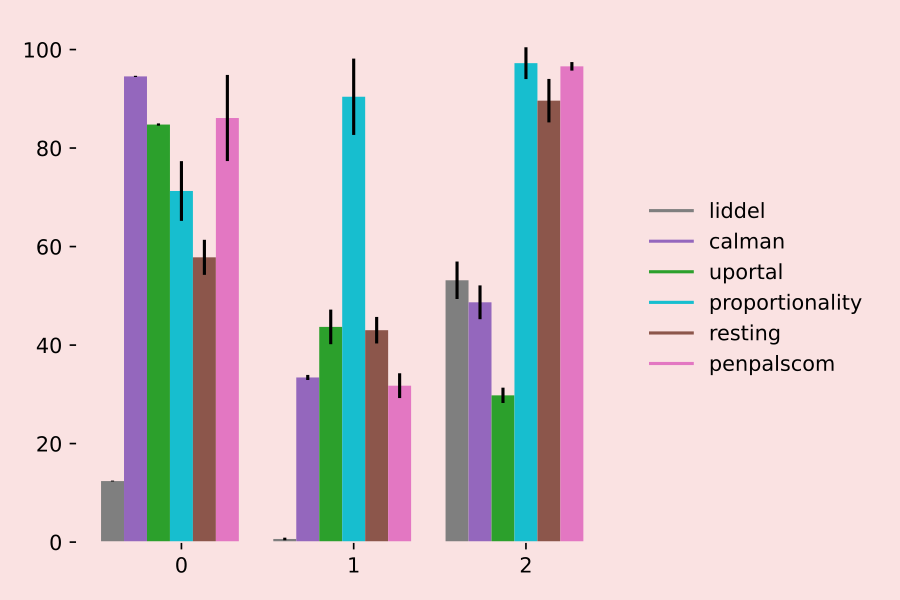 100
80
60
40
20
0
0 1 2
liddel
calman
uportal
proportionality
resting
penpalscom